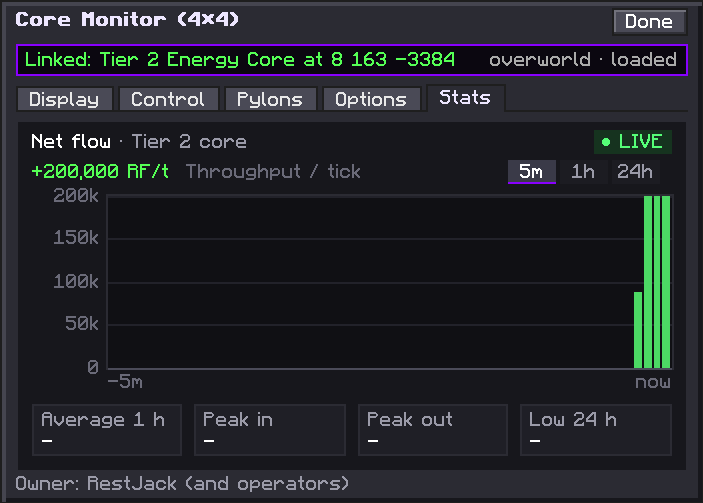 Core Monitor (4×4)
Done
Linked: Tier 2 Energy Core at 8 163 -3384 overworld · loaded
Display Control Pylons Options Stats
Net flow · Tier 2 core
● LIVE
+200,000 RF/t Throughput / tick
5m 1h 24h
200k
150k
100k
50k
0
-5m now
Average 1 h
–
Peak in
–
Peak out
–
Low 24 h
–
Owner: RestJack (and operators)